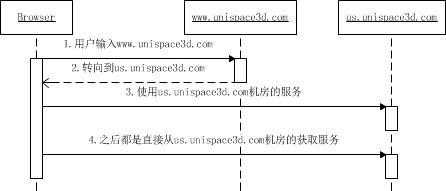 Browser
www.unispace3d.com
us.unispace3d.com
1.用户输入www.unispace3d.com
2.转向到us.unispace3d.com
3.使用us.unispace3d.com机房的服务
4.之后都是直接从us.unispace3d.com机房的获取服务